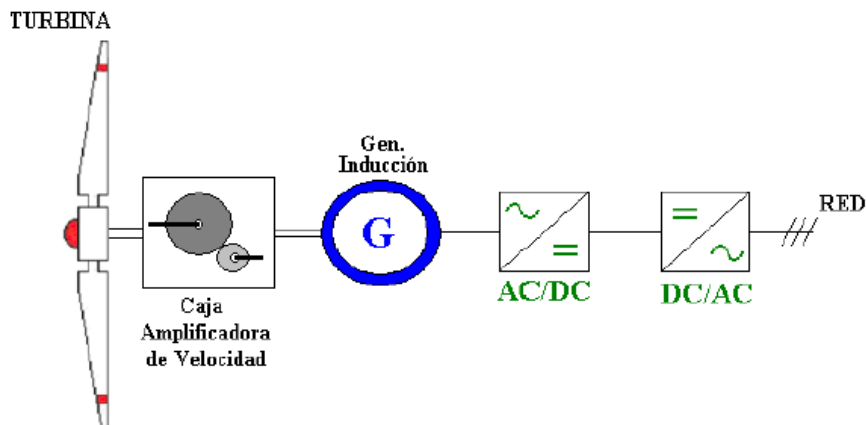 TURBINA
Gen.
Inducción
G
RED
AC/DC
DC/AC
Caja
Amplificadora
de Velocidad